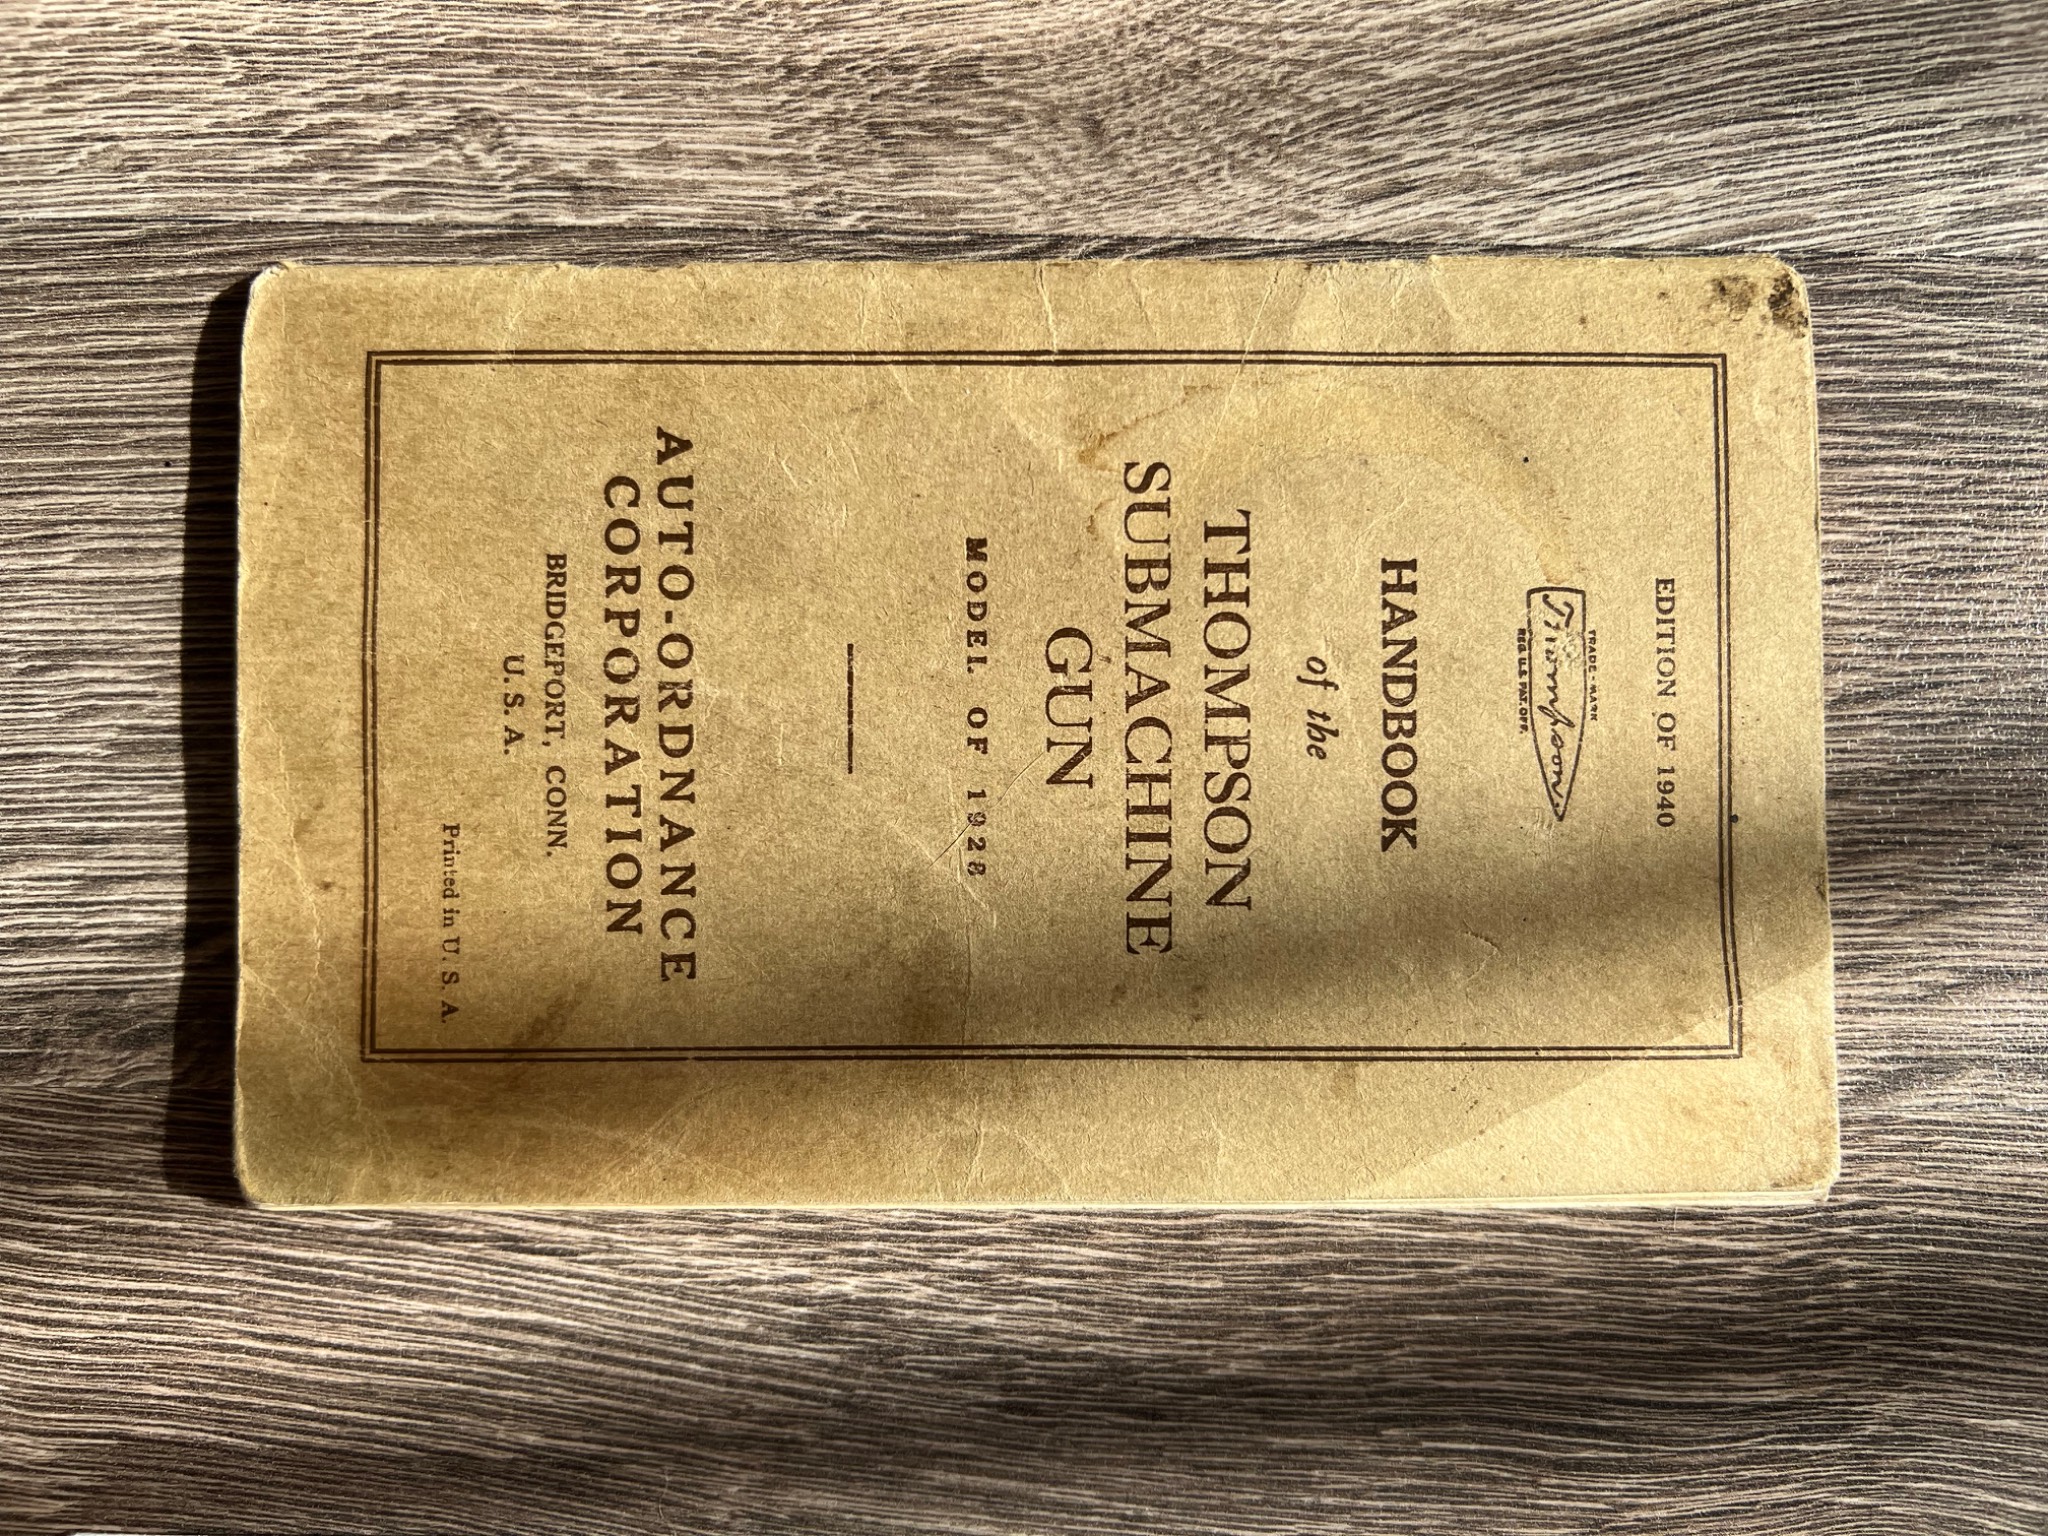 EDITION OF 1940
TRADE-MARK
Thompson
REG.U.S. PAT.OFF.
HANDBOOK
of the
THOMPSON
SUBMACHINE
GUN
MODEL OF 1928
AUTO-ORDNANCE
CORPORATION
BRIDGEPORT, CONN.
U. S. A.
Printed in U. S. A.